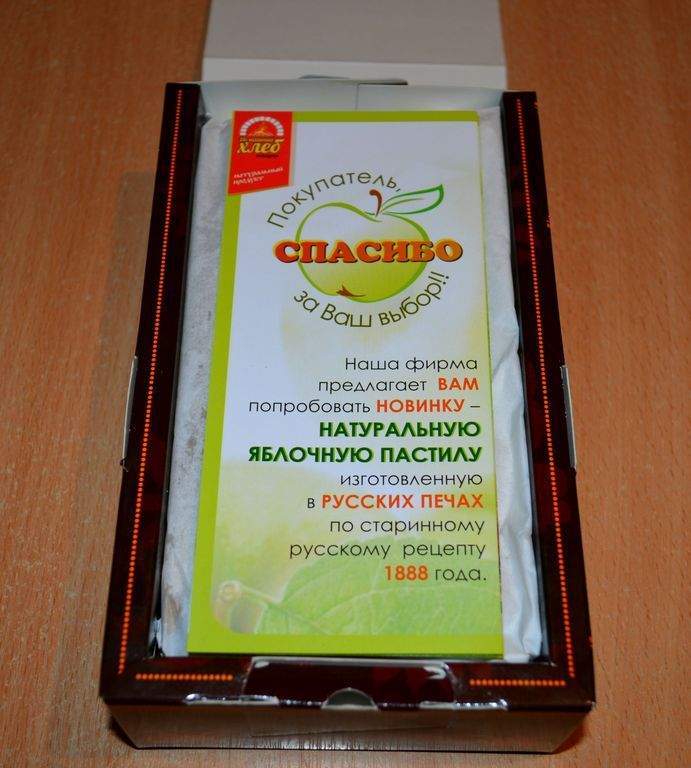 хлеб
натуральный
продукт
Покупатель,
СПАСИБО
за Ваш выбор!!
Наша фирма
предлагает ВАМ
попробовать НОВИНКУ –
НАТУРАЛЬНУЮ
ЯБЛОЧНУЮ ПАСТИЛУ
изготовленную
в РУССКИХ ПЕЧАХ
по старинному
русскому рецепту
1888 года.